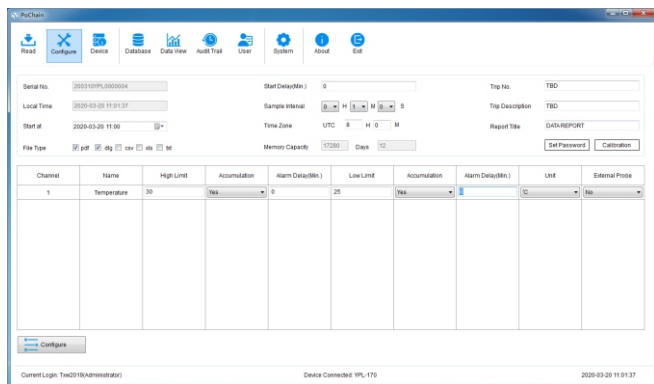 PoChain
Read Configure Device Database Data View Audit Trail User System About Exit
Serial No. 200310YPL0000004 Start Delay(Min.) 0 Trip No. TBD
Local Time 2020-03-20 11:01:37 Sample Interval 0 H 1 M 0 S Trip Description TBD
Start at 2020-03-20 11:00 Time Zone UTC 8 H 0 M Report Title DATA REPORT
File Type pdf dlg csv xls txt Memory Capacity 17280 Days 12 Set Password Calibration
Channel Name High Limit Accumulation Alarm Delay(Min.) Low Limit Accumulation Alarm Delay(Min.) Unit External Probe
1 Temperature 30 Yes 0 25 Yes ℃ No
Configure
Current Login: Txw2019(Administrator) Device Connected: YPL-170 2020-03-20 11:01:37